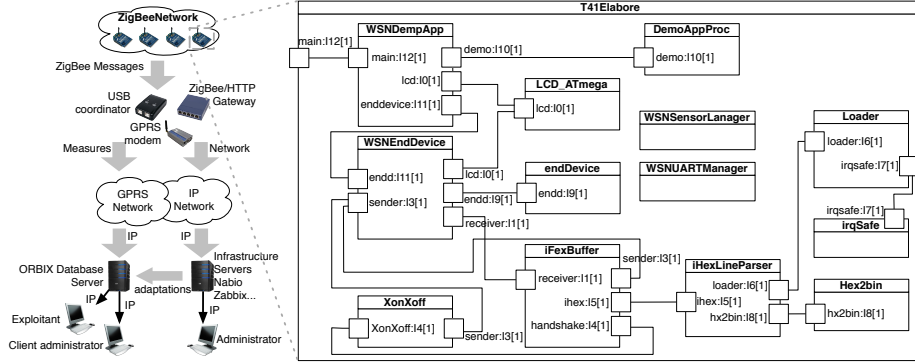 ZigBeeNetwork
ZigBee Messages
USB
coordinator
ZigBee/HTTP
Gateway
GPRS
modem
Measures
Network
GPRS
Network
IP
Network
IP
IP
ORBIX Database
Server
Infrastructure
Servers
Nabio
Zabbix...
adaptations
IP
IP
IP
Exploitant
Client administrator
Administrator
T41Elabore
main:I12[1]
WSNDempApp
main:I12[1]
demo:I10[1]
lcd:I0[1]
enddevice:I11[1]
DemoAppProc
demo:I10[1]
LCD_ATmega
lcd:I0[1]
WSNSensorLanager
WSNUARTManager
Loader
loader:I6[1]
irqsafe:I7[1]
irqsafe:I7[1]
irqSafe
WSNEndDevice
endd:I11[1]
sender:I3[1]
lcd:I0[1]
endd:I9[1]
receiver:I1[1]
endDevice
endd:I9[1]
iFexBuffer
receiver:I1[1]
sender:I3[1]
ihex:I5[1]
handshake:I4[1]
iHexLineParser
loader:I6[1]
ihex:I5[1]
hx2bin:I8[1]
Hex2bin
hx2bin:I8[1]
XonXoff
XonXoff:I4[1]
sender:I3[1]